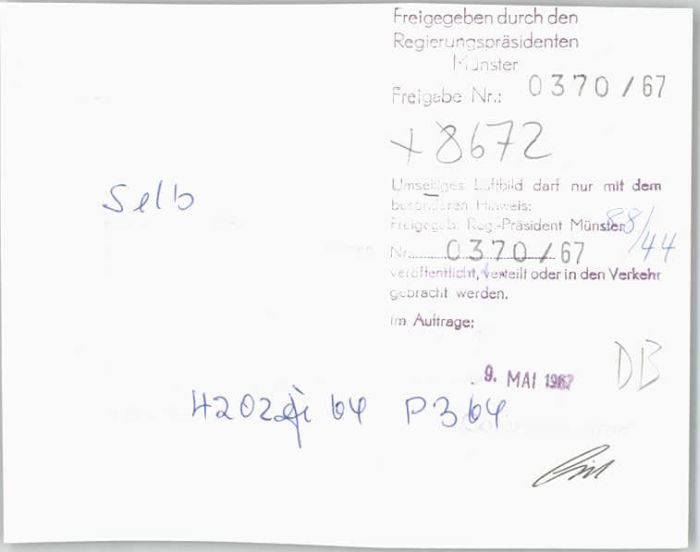 Freigegeben durch den
Regierungspräsidenten
Münster
Freigabe Nr.: 0370/67
+8672
Umseitiges Luftbild darf nur mit dem
besonderen Hinweis:
Freigegeb. Reg.-Präsident Münster
88/44
Nr. 0370/67
veröffentlicht, verteilt oder in den Verkehr
gebracht werden.
Im Auftrage:
Selb
9. MAI 1967
DB
64 P364